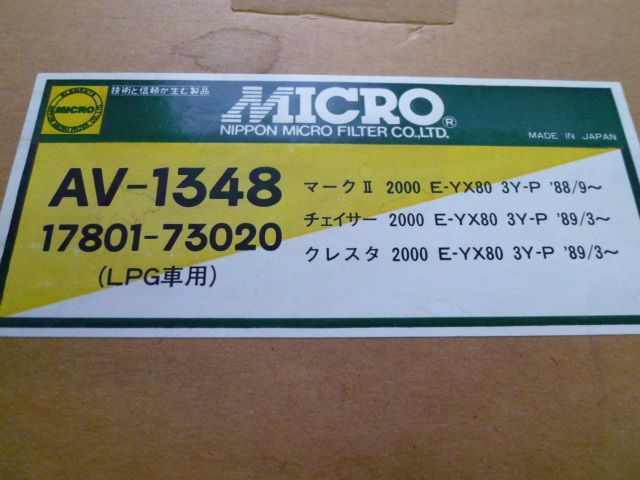 技術と信頼が生む製品
MICRO
MICRO®
NIPPON MICRO FILTER CO.,LTD.
MADE IN JAPAN
AV-1348
17801-73020
(LPG車用)
マークⅡ 2000 E-YX80 3Y-P '88/9~
チェイサー 2000 E-YX80 3Y-P '89/3~
クレスタ 2000 E-YX80 3Y-P '89/3~